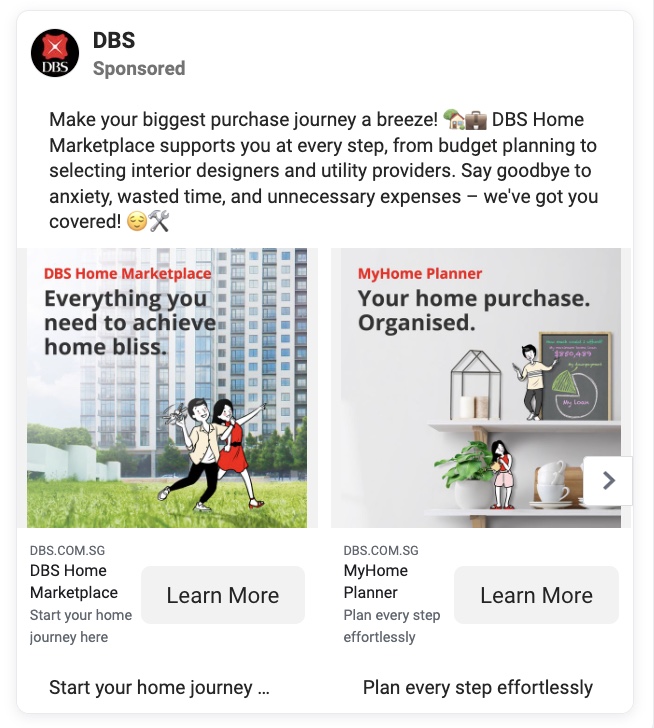 DBS
DBS
Sponsored
Make your biggest purchase journey a breeze! 🏡💼 DBS Home
Marketplace supports you at every step, from budget planning to
selecting interior designers and utility providers. Say goodbye to
anxiety, wasted time, and unnecessary expenses – we've got you
covered! 😌🛠️
DBS Home Marketplace
Everything you
need to achieve
home bliss.
MyHome Planner
Your home purchase.
Organised.
$880,489
My Loan
DBS.COM.SG
DBS Home
Marketplace
Start your home
journey here
Learn More
DBS.COM.SG
MyHome
Planner
Plan every step
effortlessly
Learn More
Start your home journey ...
Plan every step effortlessly